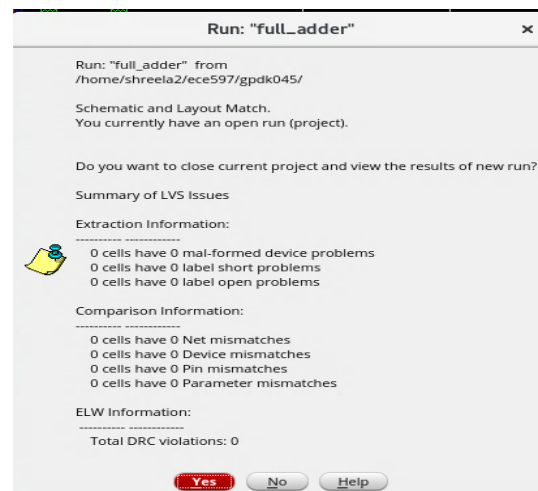 Run: "full_adder"
×
Run: "full_adder" from
/home/shreela2/ece597/gpdk045/
Schematic and Layout Match.
You currently have an open run (project).
Do you want to close current project and view the results of new run?
Summary of LVS Issues
Extraction Information:
---------- ------------
0 cells have 0 mal-formed device problems
0 cells have 0 label short problems
0 cells have 0 label open problems
Comparison Information:
---------- ------------
0 cells have 0 Net mismatches
0 cells have 0 Device mismatches
0 cells have 0 Pin mismatches
0 cells have 0 Parameter mismatches
ELW Information:
---------- ------------
Total DRC violations: 0
Yes No Help